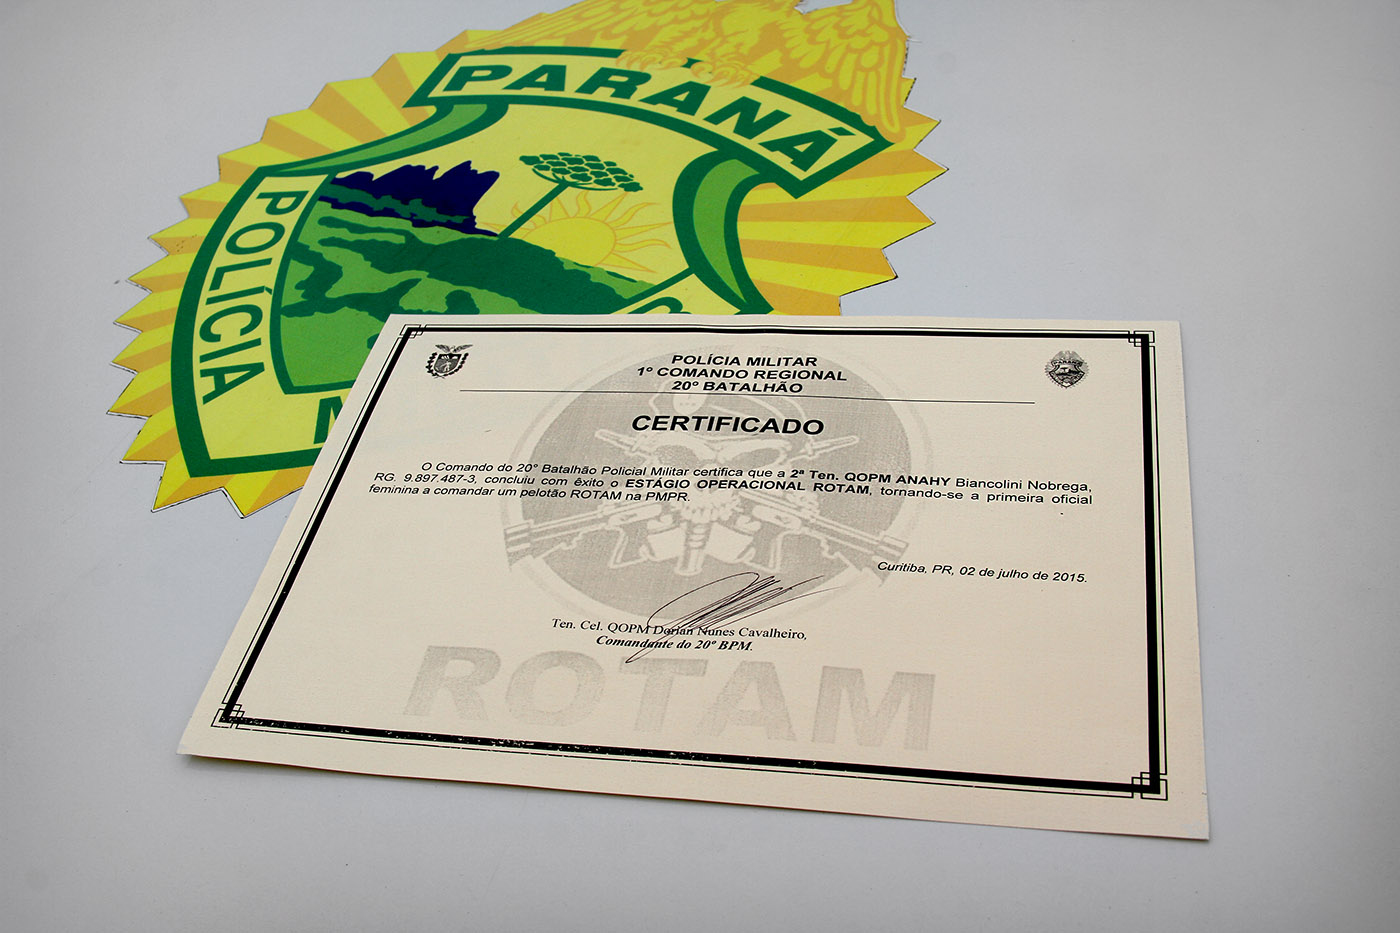 PARANÁ
POLÍCIA
M
POLÍCIA MILITAR
1º COMANDO REGIONAL
20º BATALHÃO
CERTIFICADO
O Comando do 20° Batalhão Policial Militar certifica que a 2ª Ten. QOPM ANAHY Biancolini Nobrega,
RG. 9.897.487-3, concluiu com êxito o ESTÁGIO OPERACIONAL ROTAM, tornando-se a primeira oficial
feminina a comandar um pelotão ROTAM na PMPR.
Curitiba, PR, 02 de julho de 2015.
Ten. Cel. QOPM Dorian Nunes Cavalheiro,
Comandante do 20º BPM.
ROTAM